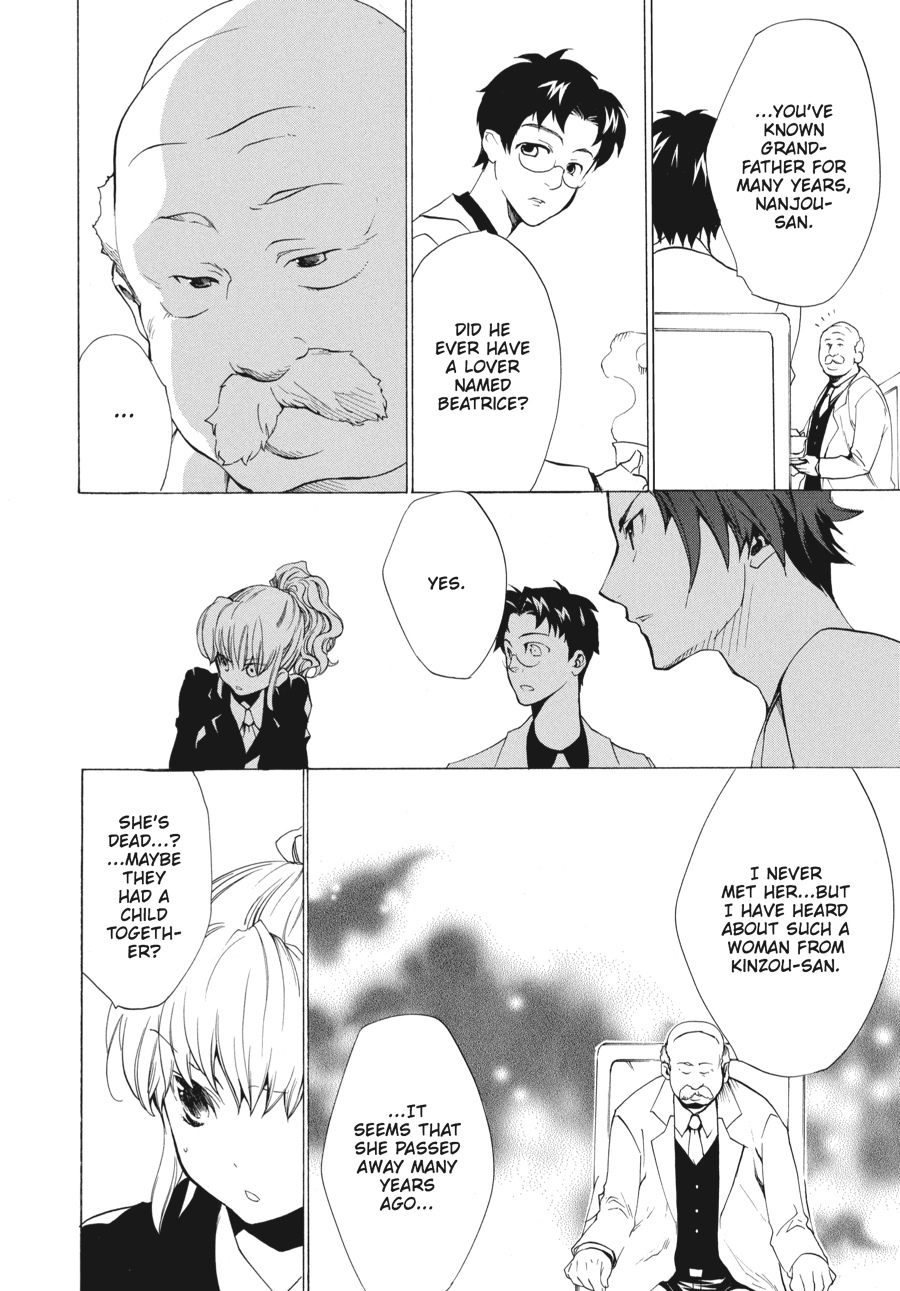 ...YOU'VE
KNOWN
GRAND-
FATHER FOR
MANY YEARS,
NANJOU-
SAN.
DID HE
EVER HAVE
A LOVER
NAMED
BEATRICE?
...
YES.
I NEVER
MET HER...BUT
I HAVE HEARD
ABOUT SUCH A
WOMAN FROM
KINZOU-SAN.
...IT
SEEMS THAT
SHE PASSED
AWAY MANY
YEARS
AGO...
SHE'S
DEAD...?
...MAYBE
THEY
HAD A
CHILD
TOGETH-
ER?